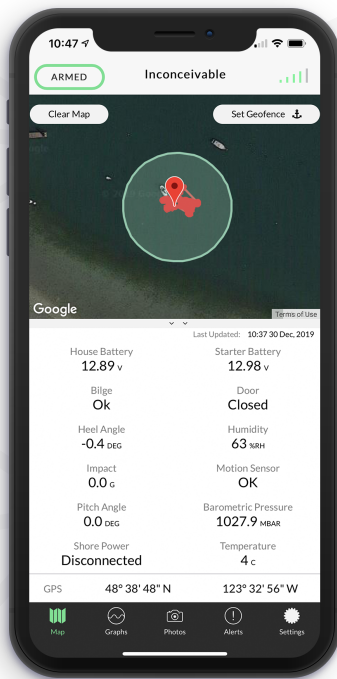 10:47
ARMED
Inconceivable
Clear Map
Set Geofence
Google
Terms of Use
Last Updated: 10:37 30 Dec, 2019
House Battery
Starter Battery
12.89 V
12.98 V
Bilge
Door
Ok
Closed
Heel Angle
Humidity
-0.4 DEG
63 %RH
Impact
Motion Sensor
0.0 G
OK
Pitch Angle
Barometric Pressure
0.0 DEG
1027.9 MBAR
Shore Power
Temperature
Disconnected
4 C
GPS 48° 38' 48" N 123° 32' 56" W
Map Graphs Photos Alerts Settings